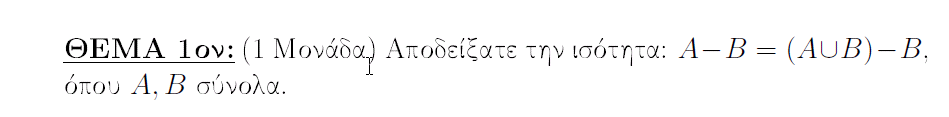 ΘΕΜΑ 1ον: (1 Μονάδα) Αποδείξατε την ισότητα: A−B = (A∪B)−B,
όπου A, B σύνολα.